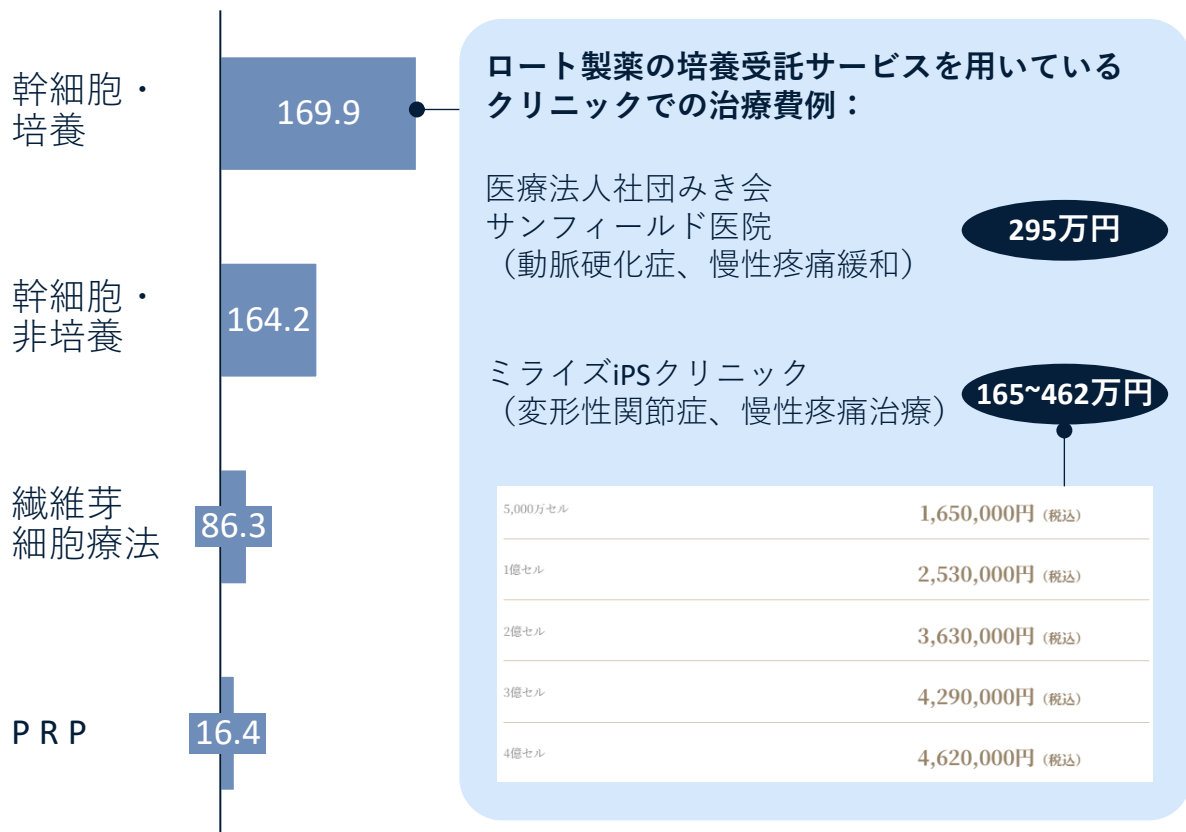 幹細胞・
培養
169.9
幹細胞・
非培養
164.2
繊維芽
細胞療法
86.3
PRP
16.4
ロート製薬の培養受託サービスを用いている
クリニックでの治療費例：
医療法人社団みき会
サンフィールド医院
（動脈硬化症、慢性疼痛緩和）
295万円
ミライズiPSクリニック
（変形性関節症、慢性疼痛治療）
165~462万円
5,000万セル 1,650,000円（税込）
1億セル 2,530,000円（税込）
2億セル 3,630,000円（税込）
3億セル 4,290,000円（税込）
4億セル 4,620,000円（税込）